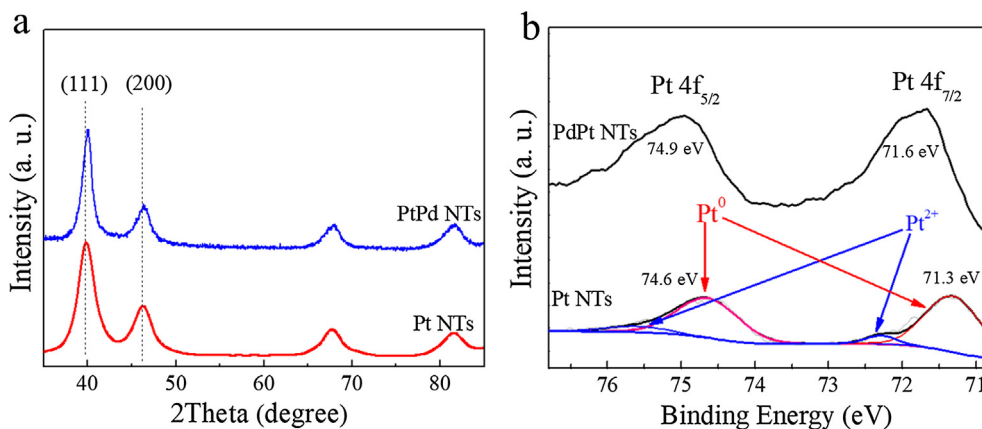 a
(111)
(200)
PtPd NTs
Pt NTs
Intensity (a. u.)
40
50
60
70
80
2Theta (degree)
b
Pt 4f5/2
Pt 4f7/2
PdPt NTs
74.9 eV
71.6 eV
Pt0
Pt2+
74.6 eV
71.3 eV
Pt NTs
Intensity (a. u.)
76
75
74
73
72
71
Binding Energy (eV)